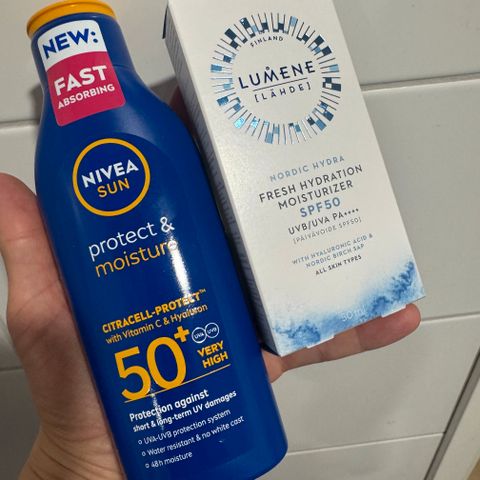 NEW:
FAST
ABSORBING
NIVEA
SUN
protect &
moisture
CITRACELL-PROTECT™
with Vitamin C & Hyaluron
50+
UVA UVB
VERY
HIGH
Protection against
short & long-term UV damages
UVA-UVB protection system
Water resistant & no white cast
48h moisture
FINLAND
LUMENE
[LÄHDE]
NORDIC HYDRA
FRESH HYDRATION
MOISTURIZER
SPF50
UVB/UVA PA++++
[PÄIVÄVOIDE SPF50]
WITH HYALURONIC ACID &
NORDIC BIRCH SAP
ALL SKIN TYPES
50 ml